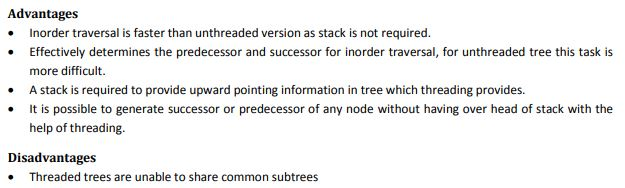 Advantages
• Inorder traversal is faster than unthreaded version as stack is not required.
• Effectively determines the predecessor and successor for inorder traversal, for unthreaded tree this task is
more difficult.
• A stack is required to provide upward pointing information in tree which threading provides.
• It is possible to generate successor or predecessor of any node without having over head of stack with the
help of threading.
Disadvantages
• Threaded trees are unable to share common subtrees